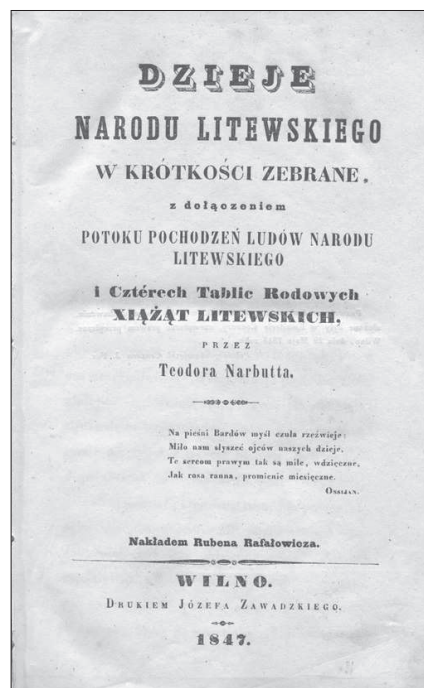 DZIEJE
NARODU LITEWSKIEGO
W KRÓTKOŚCI ZEBRANE.
z dołączeniem
POTOKU POCHODZEŃ LUDÓW NARODU
LITEWSKIEGO
i Cztérech Tablic Rodowych
XIĄŻĄT LITEWSKICH,
PRZEZ
Teodora Narbutta.
Na pieśni Bardów myśl czuła rzeźwieje:
Miło nam słyszeć ojców naszych dzieje.
Te sercom prawym tak są miłe, wdzięczne,
Jak rosa ranna, promienie miesięczne.
OSSIJAN.
Nakładem Rubena Rafałowicza.
WILNO.
DRUKIEM JÓZEFA ZAWADZKIEGO.
1847.